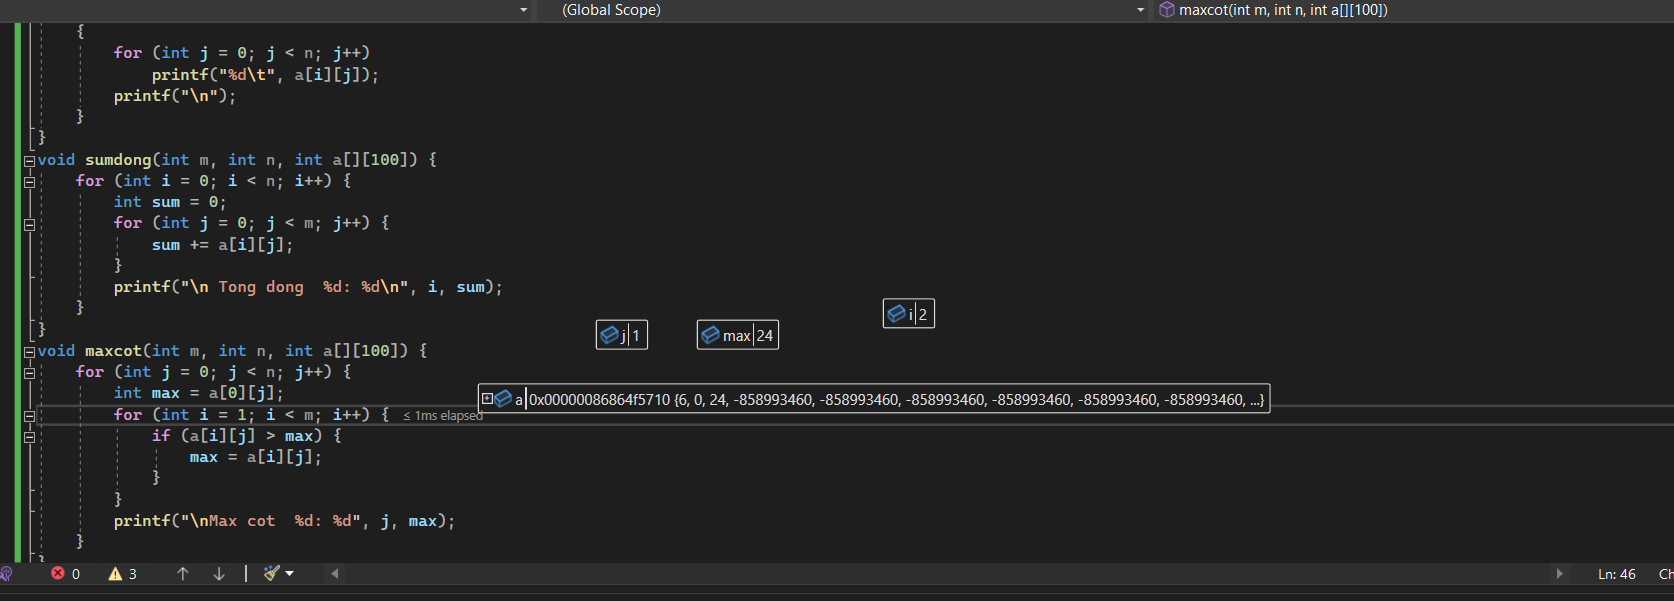 (Global Scope) maxcot(int m, int n, int a[][100])
{
for (int j = 0; j < n; j++)
printf("%d\t", a[i][j]);
printf("\n");
}
}
void sumdong(int m, int n, int a[][100]) {
for (int i = 0; i < n; i++) {
int sum = 0;
for (int j = 0; j < m; j++) {
sum += a[i][j];
}
printf("\n Tong dong  %d: %d\n", i, sum);
}
i 2
}
j 1 max 24
void maxcot(int m, int n, int a[][100]) {
for (int j = 0; j < n; j++) {
int max = a[0][j];
a 0x00000086864f5710 {6, 0, 24, -858993460, -858993460, -858993460, -858993460, -858993460, -858993460, ...}
for (int i = 1; i < m; i++) { ≤ 1ms elapsed
if (a[i][j] > max) {
max = a[i][j];
}
}
printf("\nMax cot  %d: %d", j, max);
}
0 3 Ln: 46